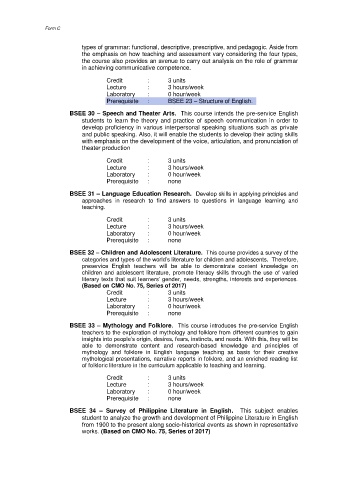 Form C
types of grammar: functional, descriptive, prescriptive, and pedagogic. Aside from
the emphasis on how teaching and assessment vary considering the four types,
the course also provides an avenue to carry out analysis on the role of grammar
in achieving communicative competence.
Credit : 3 units
Lecture : 3 hours/week
Laboratory : 0 hour/week
Prerequisite : BSEE 23 – Structure of English.
BSEE 30 – Speech and Theater Arts. This course intends the pre-service English
students to learn the theory and practice of speech communication in order to
develop proficiency in various interpersonal speaking situations such as private
and public speaking. Also, it will enable the students to develop their acting skills
with emphasis on the development of the voice, articulation, and pronunciation of
theater production
Credit : 3 units
Lecture : 3 hours/week
Laboratory : 0 hour/week
Prerequisite : none
BSEE 31 – Language Education Research. Develop skills in applying principles and
approaches in research to find answers to questions in language learning and
teaching.
Credit : 3 units
Lecture : 3 hours/week
Laboratory : 0 hour/week
Prerequisite : none
BSEE 32 – Children and Adolescent Literature. This course provides a survey of the
categories and types of the world's literature for children and adolescents. Therefore,
preservice English teachers will be able to demonstrate content knowledge on
children and adolescent literature, promote literacy skills through the use of varied
literary texts that suit learners' gender, needs, strengths, interests and experiences.
(Based on CMO No. 75, Series of 2017)
Credit : 3 units
Lecture : 3 hours/week
Laboratory : 0 hour/week
Prerequisite : none
BSEE 33 – Mythology and Folklore. This course introduces the pre-service English
teachers to the exploration of mythology and folklore from different countries to gain
insights into people's origin, desires, fears, instincts, and needs. With this, they will be
able to demonstrate content and research-based knowledge and principles of
mythology and folklore in English language teaching as basis for their creative
mythological presentations, narrative reports in folklore, and an enriched reading list
of folkloric literature in the curriculum applicable to teaching and learning.
Credit : 3 units
Lecture : 3 hours/week
Laboratory : 0 hour/week
Prerequisite : none
BSEE 34 – Survey of Philippine Literature in English. This subject enables
student to analyze the growth and development of Philippine Literature in English
from 1900 to the present along socio-historical events as shown in representative
works. (Based on CMO No. 75, Series of 2017)